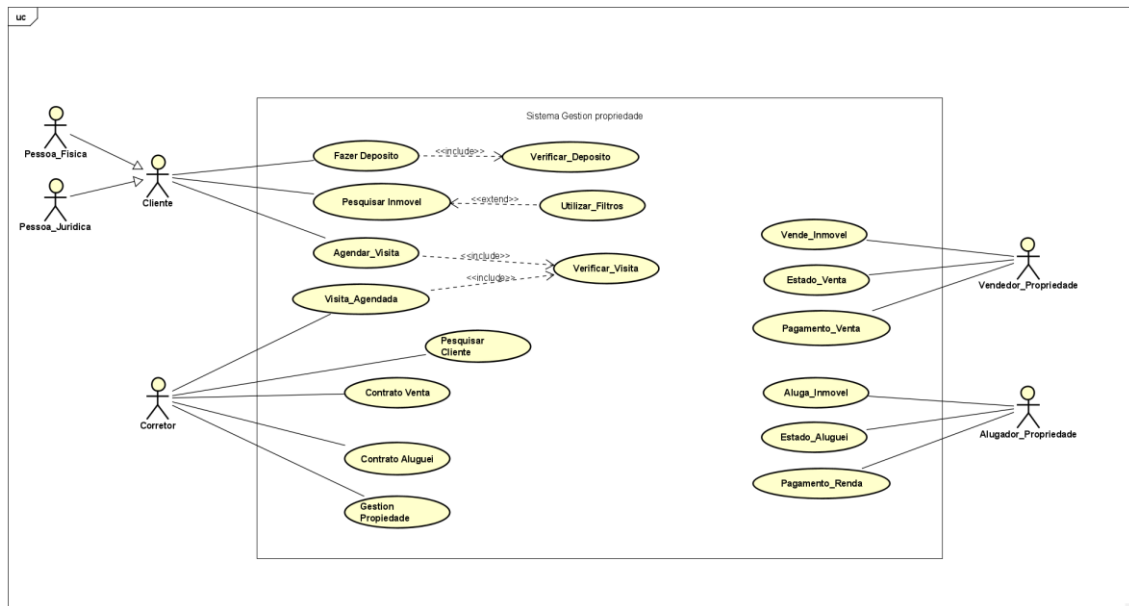 uc
Sistema Gestion propriedade
Pessoa_Fisica
Pessoa_Juridica
Cliente
Fazer Deposito
<<include>>
Verificar_Deposito
Pesquisar Inmovel
<<extend>>
Utilizar_Filtros
Agendar_Visita
<<include>>
Verificar_Visita
<<include>>
Visita_Agendada
Pesquisar
Cliente
Corretor
Contrato Venta
Contrato Aluguei
Gestion
Propiedade
Vende_Inmovel
Estado_Venta
Vendedor_Propriedade
Pagamento_Venta
Aluga_Inmovel
Estado_Aluguei
Alugador_Propriedade
Pagamento_Renda